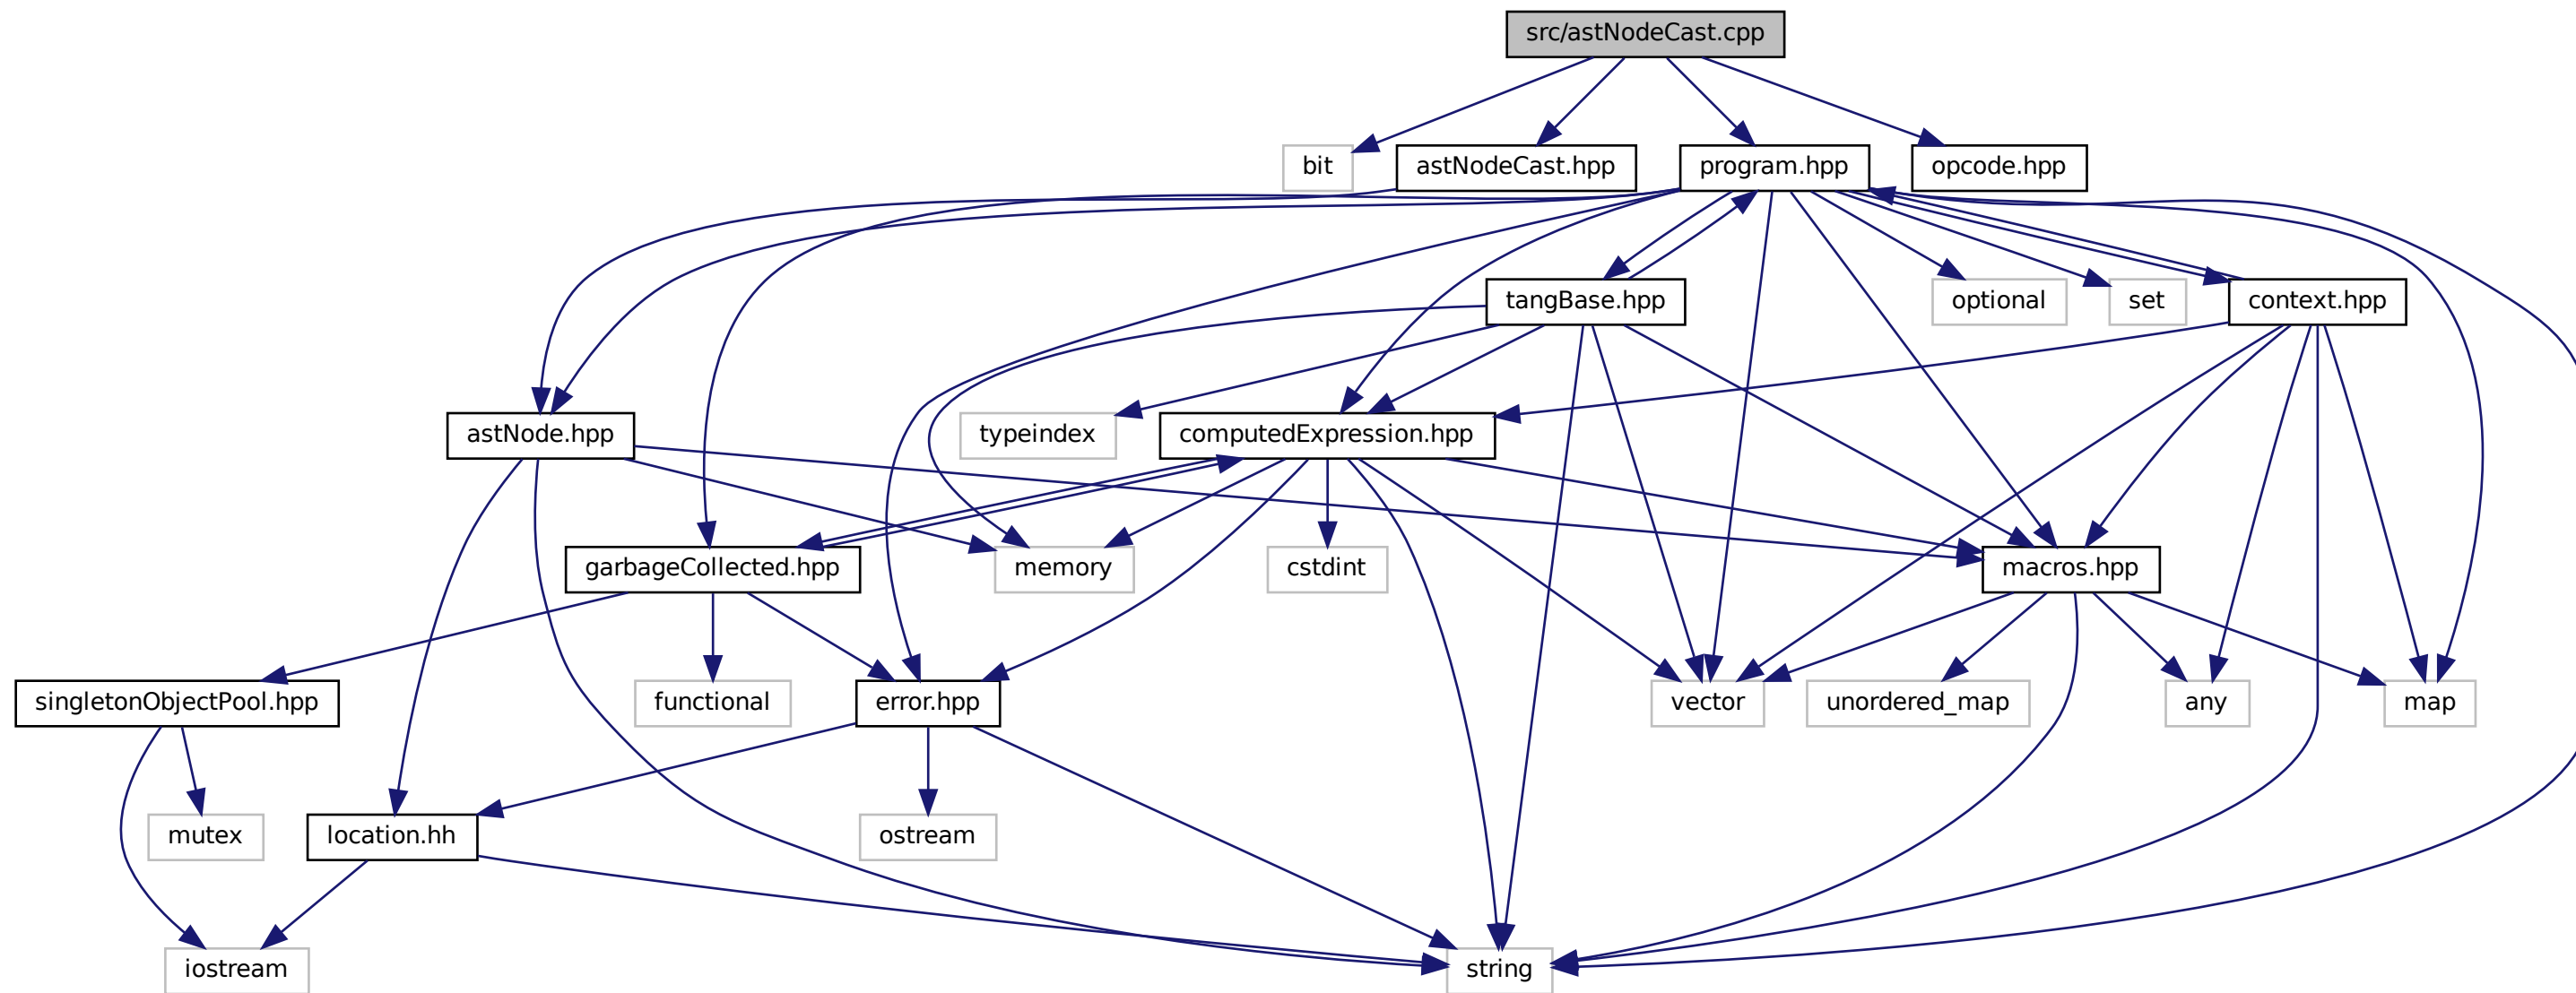 src/astNodeCast.cpp
bit
astNodeCast.hpp
program.hpp
opcode.hpp
tangBase.hpp
optional
set
context.hpp
astNode.hpp
typeindex
computedExpression.hpp
garbageCollected.hpp
memory
cstdint
macros.hpp
singletonObjectPool.hpp
functional
error.hpp
vector
unordered_map
any
map
mutex
location.hh
ostream
iostream
string